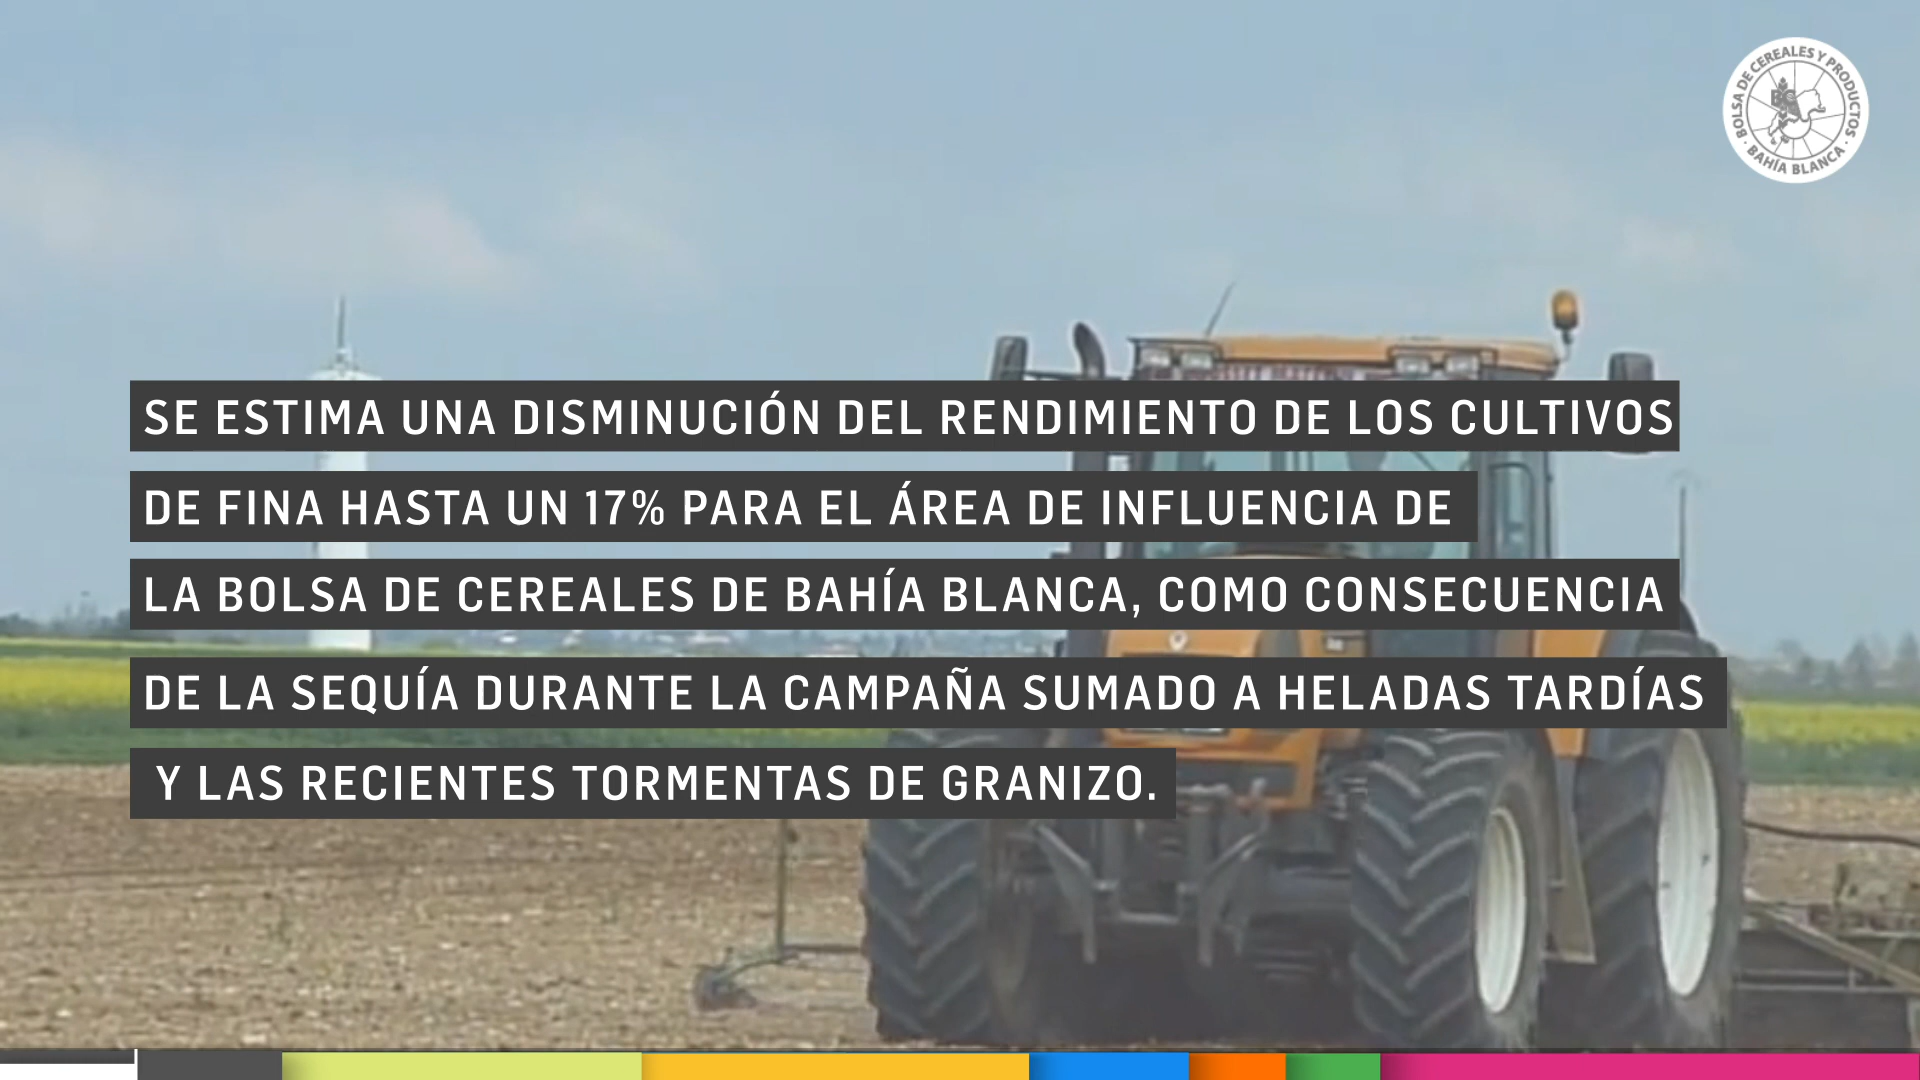 BOLSA DE CEREALES Y PRODUCTOS
· BAHÍA BLANCA ·
SE ESTIMA UNA DISMINUCIÓN DEL RENDIMIENTO DE LOS CULTIVOS
DE FINA HASTA UN 17% PARA EL ÁREA DE INFLUENCIA DE
LA BOLSA DE CEREALES DE BAHÍA BLANCA, COMO CONSECUENCIA
DE LA SEQUÍA DURANTE LA CAMPAÑA SUMADO A HELADAS TARDÍAS
Y LAS RECIENTES TORMENTAS DE GRANIZO.